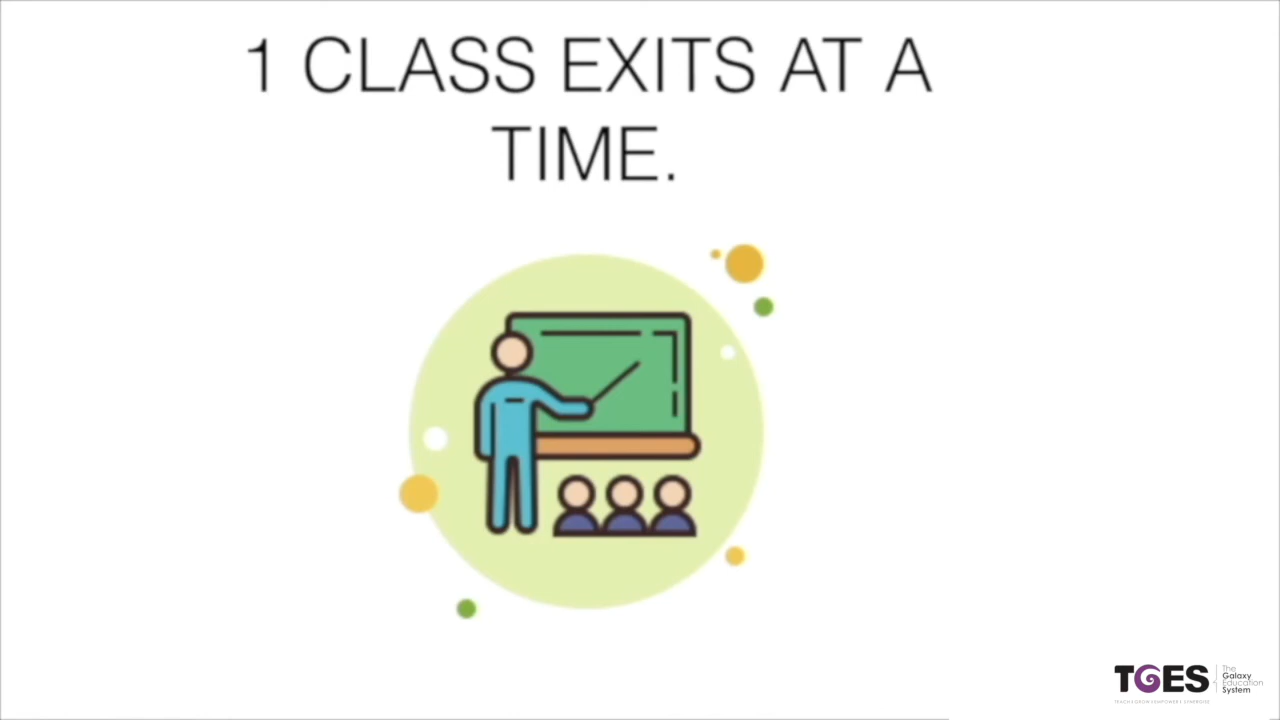 1 CLASS EXITS AT A
TIME.
TGES
The
Galaxy
Education
System